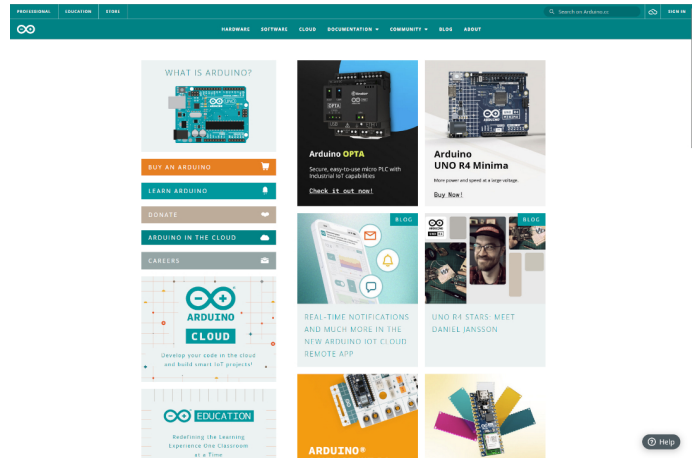 PROFESSIONAL EDUCATION STORE
Search on Arduino.cc
SIGN IN
HARDWARE SOFTWARE CLOUD DOCUMENTATION COMMUNITY BLOG ABOUT
WHAT IS ARDUINO?
UNO
BUY AN ARDUINO
LEARN ARDUINO
DONATE
ARDUINO IN THE CLOUD
CAREERS
ARDUINO
CLOUD
Develop your code in the cloud
and build smart IoT projects!
EDUCATION
Redefining the Learning
Experience One Classroom
at a Time
OPTA
Arduino OPTA
Secure, easy-to-use micro PLC with
Industrial IoT capabilities
Check it out now!
Arduino
UNO R4 Minima
More power and speed at a large voltage.
Buy Now!
BLOG
REAL-TIME NOTIFICATIONS
AND MUCH MORE IN THE
NEW ARDUINO IOT CLOUD
REMOTE APP
BLOG
UNO R4 STARS: MEET
DANIEL JANSSON
ARDUINO®
Help